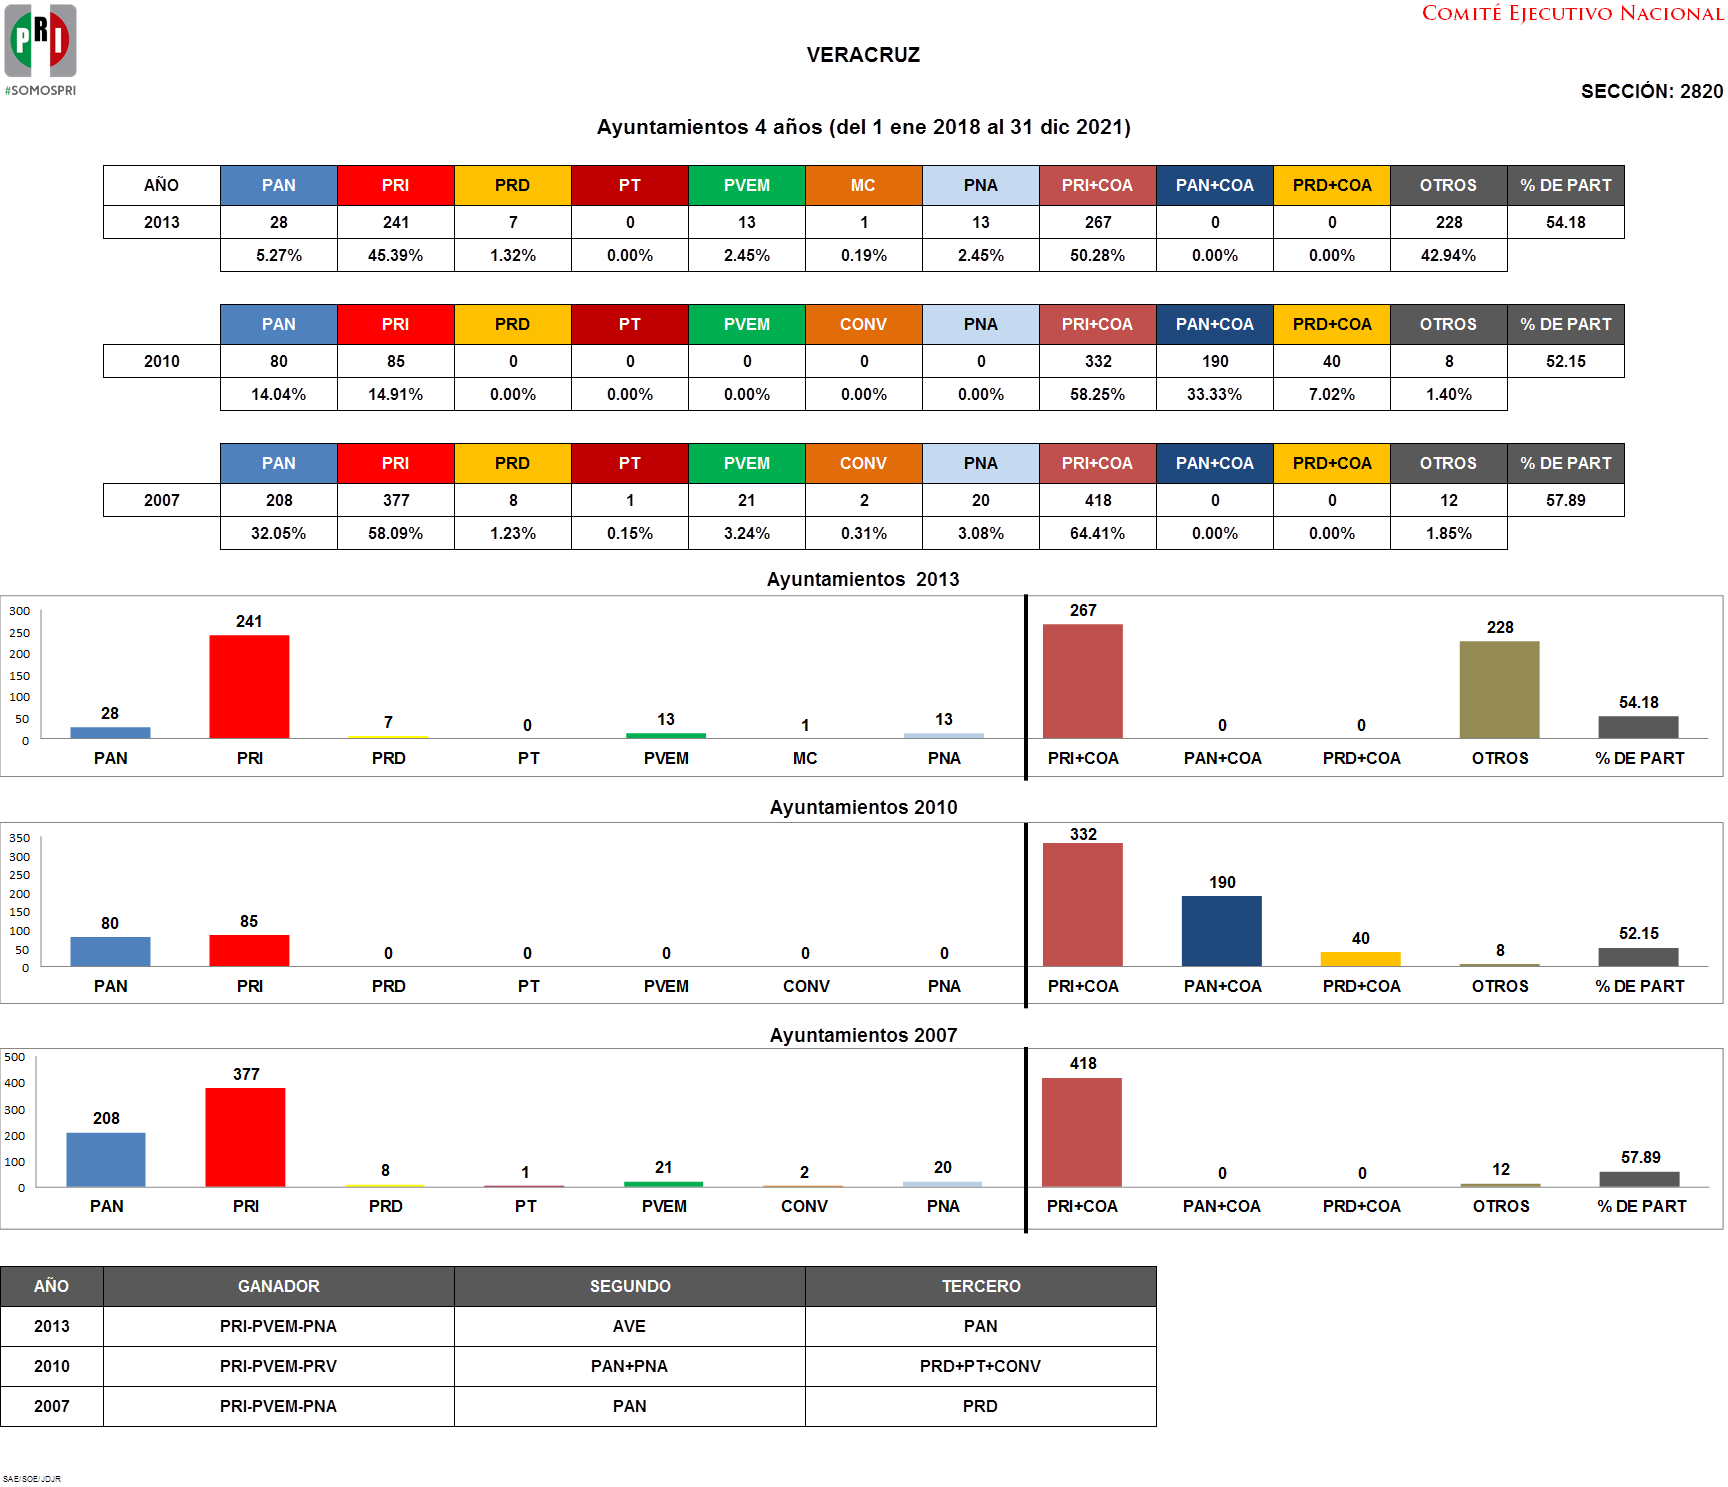 PRI
#SOMOSPRI
COMITÉ EJECUTIVO NACIONAL
VERACRUZ
SECCIÓN: 2820
Ayuntamientos 4 años (del 1 ene 2018 al 31 dic 2021)
AÑO PAN PRI PRD PT PVEM MC PNA PRI+COA PAN+COA PRD+COA OTROS % DE PART
2013 28 241 7 0 13 1 13 267 0 0 228 54.18
5.27% 45.39% 1.32% 0.00% 2.45% 0.19% 2.45% 50.28% 0.00% 0.00% 42.94%
PAN PRI PRD PT PVEM CONV PNA PRI+COA PAN+COA PRD+COA OTROS % DE PART
2010 80 85 0 0 0 0 0 332 190 40 8 52.15
14.04% 14.91% 0.00% 0.00% 0.00% 0.00% 0.00% 58.25% 33.33% 7.02% 1.40%
PAN PRI PRD PT PVEM CONV PNA PRI+COA PAN+COA PRD+COA OTROS % DE PART
2007 208 377 8 1 21 2 20 418 0 0 12 57.89
32.05% 58.09% 1.23% 0.15% 3.24% 0.31% 3.08% 64.41% 0.00% 0.00% 1.85%
Ayuntamientos 2013
300
250
200
150
100
50
0
28 241 7 0 13 1 13 267 0 0 228 54.18
PAN PRI PRD PT PVEM MC PNA PRI+COA PAN+COA PRD+COA OTROS % DE PART
Ayuntamientos 2010
350
300
250
200
150
100
50
0
80 85 0 0 0 0 0 332 190 40 8 52.15
PAN PRI PRD PT PVEM CONV PNA PRI+COA PAN+COA PRD+COA OTROS % DE PART
Ayuntamientos 2007
500
400
300
200
100
0
208 377 8 1 21 2 20 418 0 0 12 57.89
PAN PRI PRD PT PVEM CONV PNA PRI+COA PAN+COA PRD+COA OTROS % DE PART
AÑO GANADOR SEGUNDO TERCERO
2013 PRI-PVEM-PNA AVE PAN
2010 PRI-PVEM-PRV PAN+PNA PRD+PT+CONV
2007 PRI-PVEM-PNA PAN PRD
SAE/SOE/JDJR